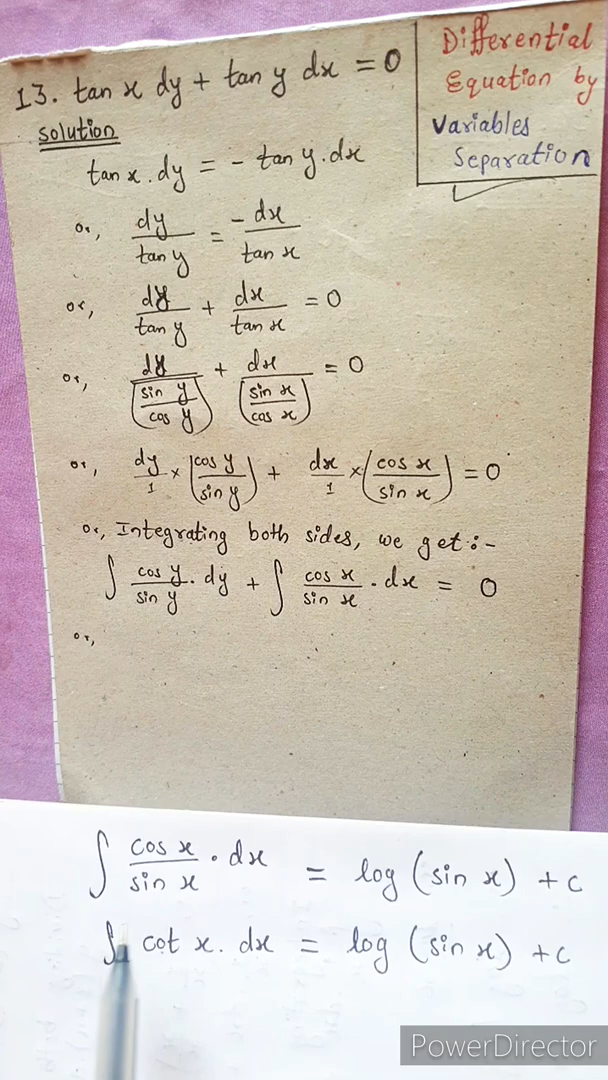 13. tan x dy + tan y dx = 0
Differential
Equation by
Variables
Separation
solution
tan x . dy = - tan y . dx
or, dy/tan y = -dx/tan x
or, dy/tan y + dx/tan x = 0
or, dy/(sin y/cos y) + dx/(sin x/cos x) = 0
or, dy/1 × (cos y/sin y) + dx/1 × (cos x/sin x) = 0
or, Integrating both sides, we get :-
∫ cos y/sin y . dy + ∫ cos x/sin x . dx = 0
or,
∫ cos x/sin x . dx = log (sin x) + c
∫ cot x . dx = log (sin x) + c
PowerDirector